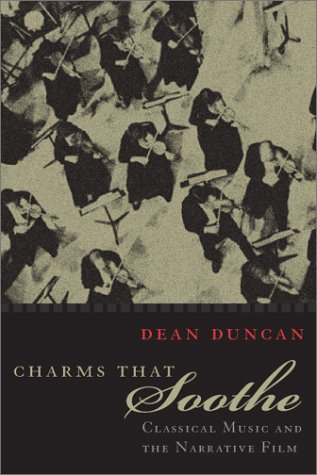 DEAN DUNCAN
CHARMS THAT
Soothe
CLASSICAL MUSIC AND
THE NARRATIVE FILM